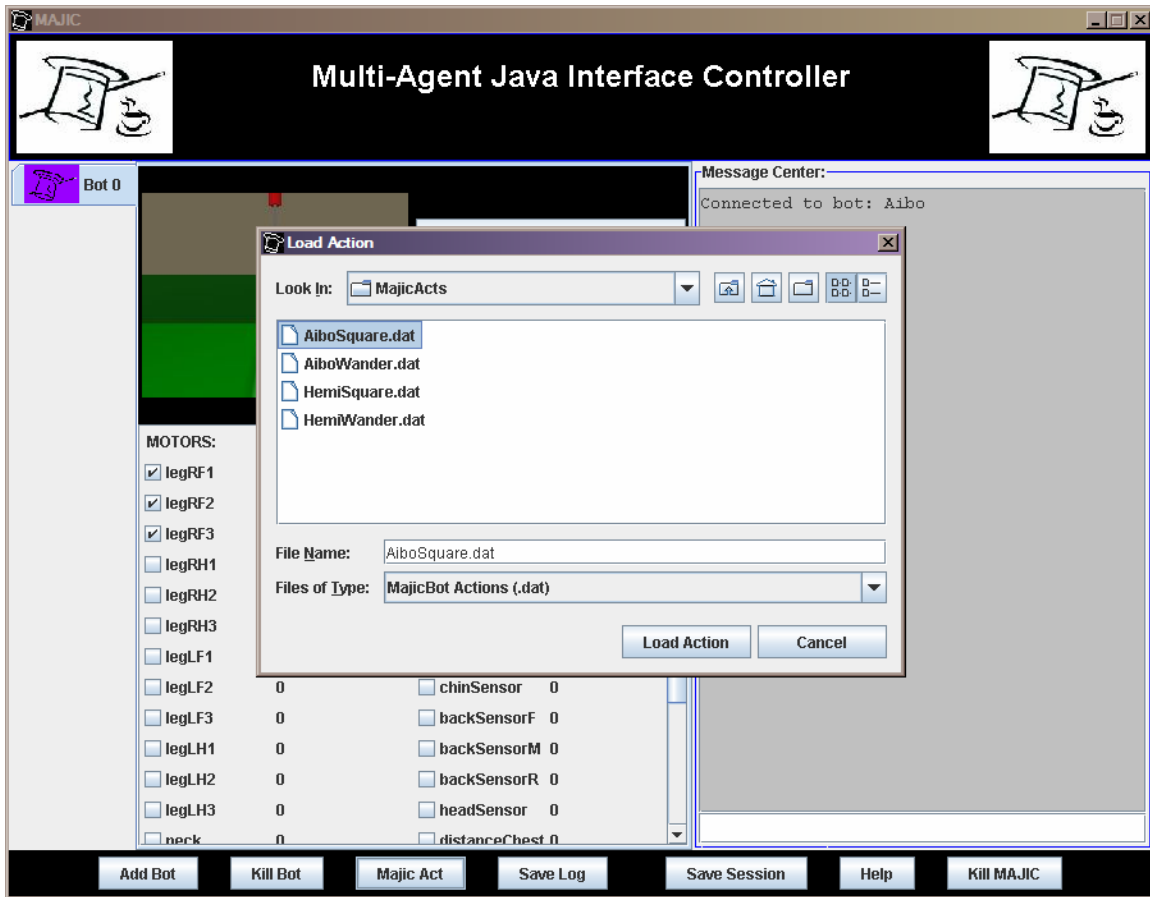 MAJIC
Multi-Agent Java Interface Controller
Bot 0
Message Center:
Connected to bot: Aibo
Load Action
Look In: MajicActs
AiboSquare.dat
AiboWander.dat
HemiSquare.dat
HemiWander.dat
File Name: AiboSquare.dat
Files of Type: MajicBot Actions (.dat)
Load Action Cancel
MOTORS:
legRF1
legRF2
legRF3
legRH1
legRH2
legRH3
legLF1
legLF2 0 chinSensor 0
legLF3 0 backSensorF 0
legLH1 0 backSensorM 0
legLH2 0 backSensorR 0
legLH3 0 headSensor 0
neck 0 distanceChest 0
Add Bot Kill Bot Majic Act Save Log Save Session Help Kill MAJIC